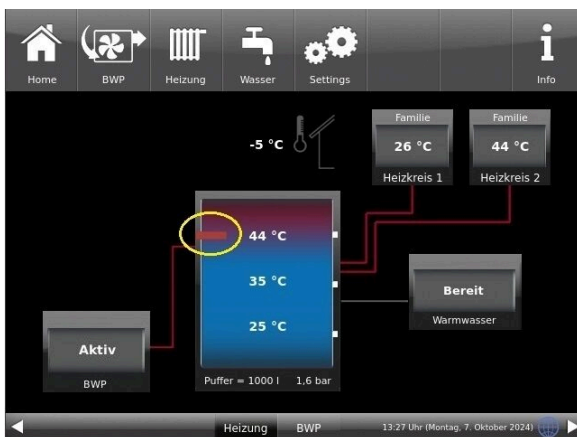 Home
BWP
Heizung
Wasser
Settings
Info
-5 °C
Familie
26 °C
Heizkreis 1
Familie
44 °C
Heizkreis 2
44 °C
35 °C
25 °C
Puffer = 1000 l 1,6 bar
Bereit
Warmwasser
Aktiv
BWP
Heizung BWP 13:27 Uhr (Montag, 7. Oktober 2024)